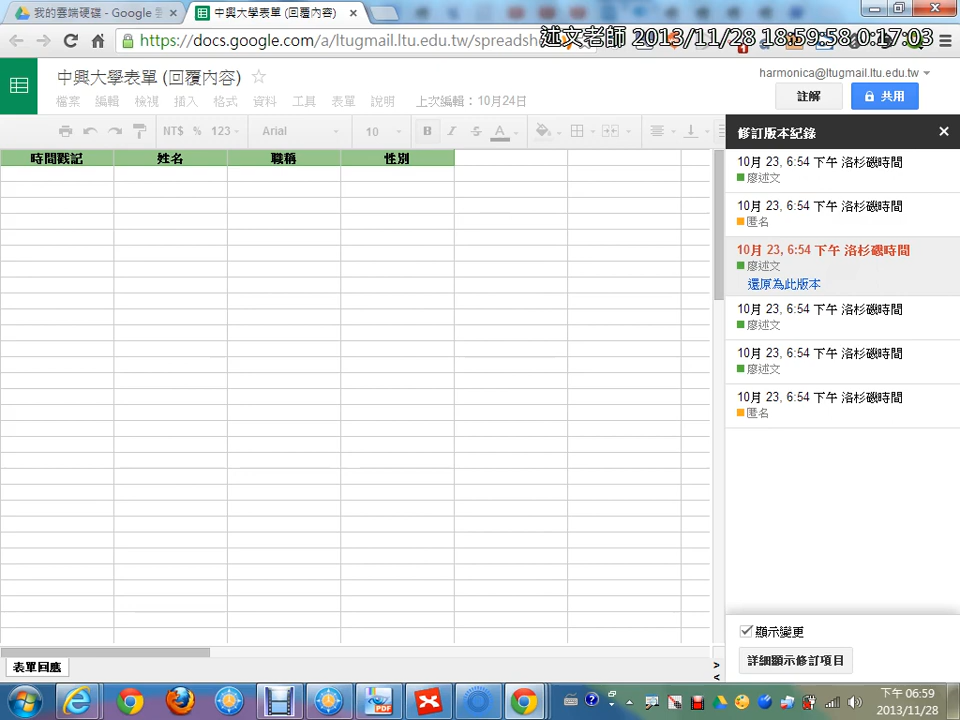 我的雲端硬碟 - Google 雲
中興大學表單 (回覆內容)
https://docs.google.com/a/ltugmail.ltu.edu.tw/spreadsh
述文老師 2013/11/28 18:59:58 0:17:03
中興大學表單 (回覆內容)
harmonica@ltugmail.ltu.edu.tw
檔案 編輯 檢視 插入 格式 資料 工具 表單 說明 上次編輯：10月24日
註解 共用
NT$ % 123 Arial 10 B I S A
修訂版本紀錄
時間戳記 姓名 職稱 性別
10月 23, 6:54 下午 洛杉磯時間
廖述文
10月 23, 6:54 下午 洛杉磯時間
匿名
10月 23, 6:54 下午 洛杉磯時間
廖述文
還原為此版本
10月 23, 6:54 下午 洛杉磯時間
廖述文
10月 23, 6:54 下午 洛杉磯時間
廖述文
10月 23, 6:54 下午 洛杉磯時間
匿名
顯示變更
詳細顯示修訂項目
表單回應
PDF
下午 06:59
2013/11/28